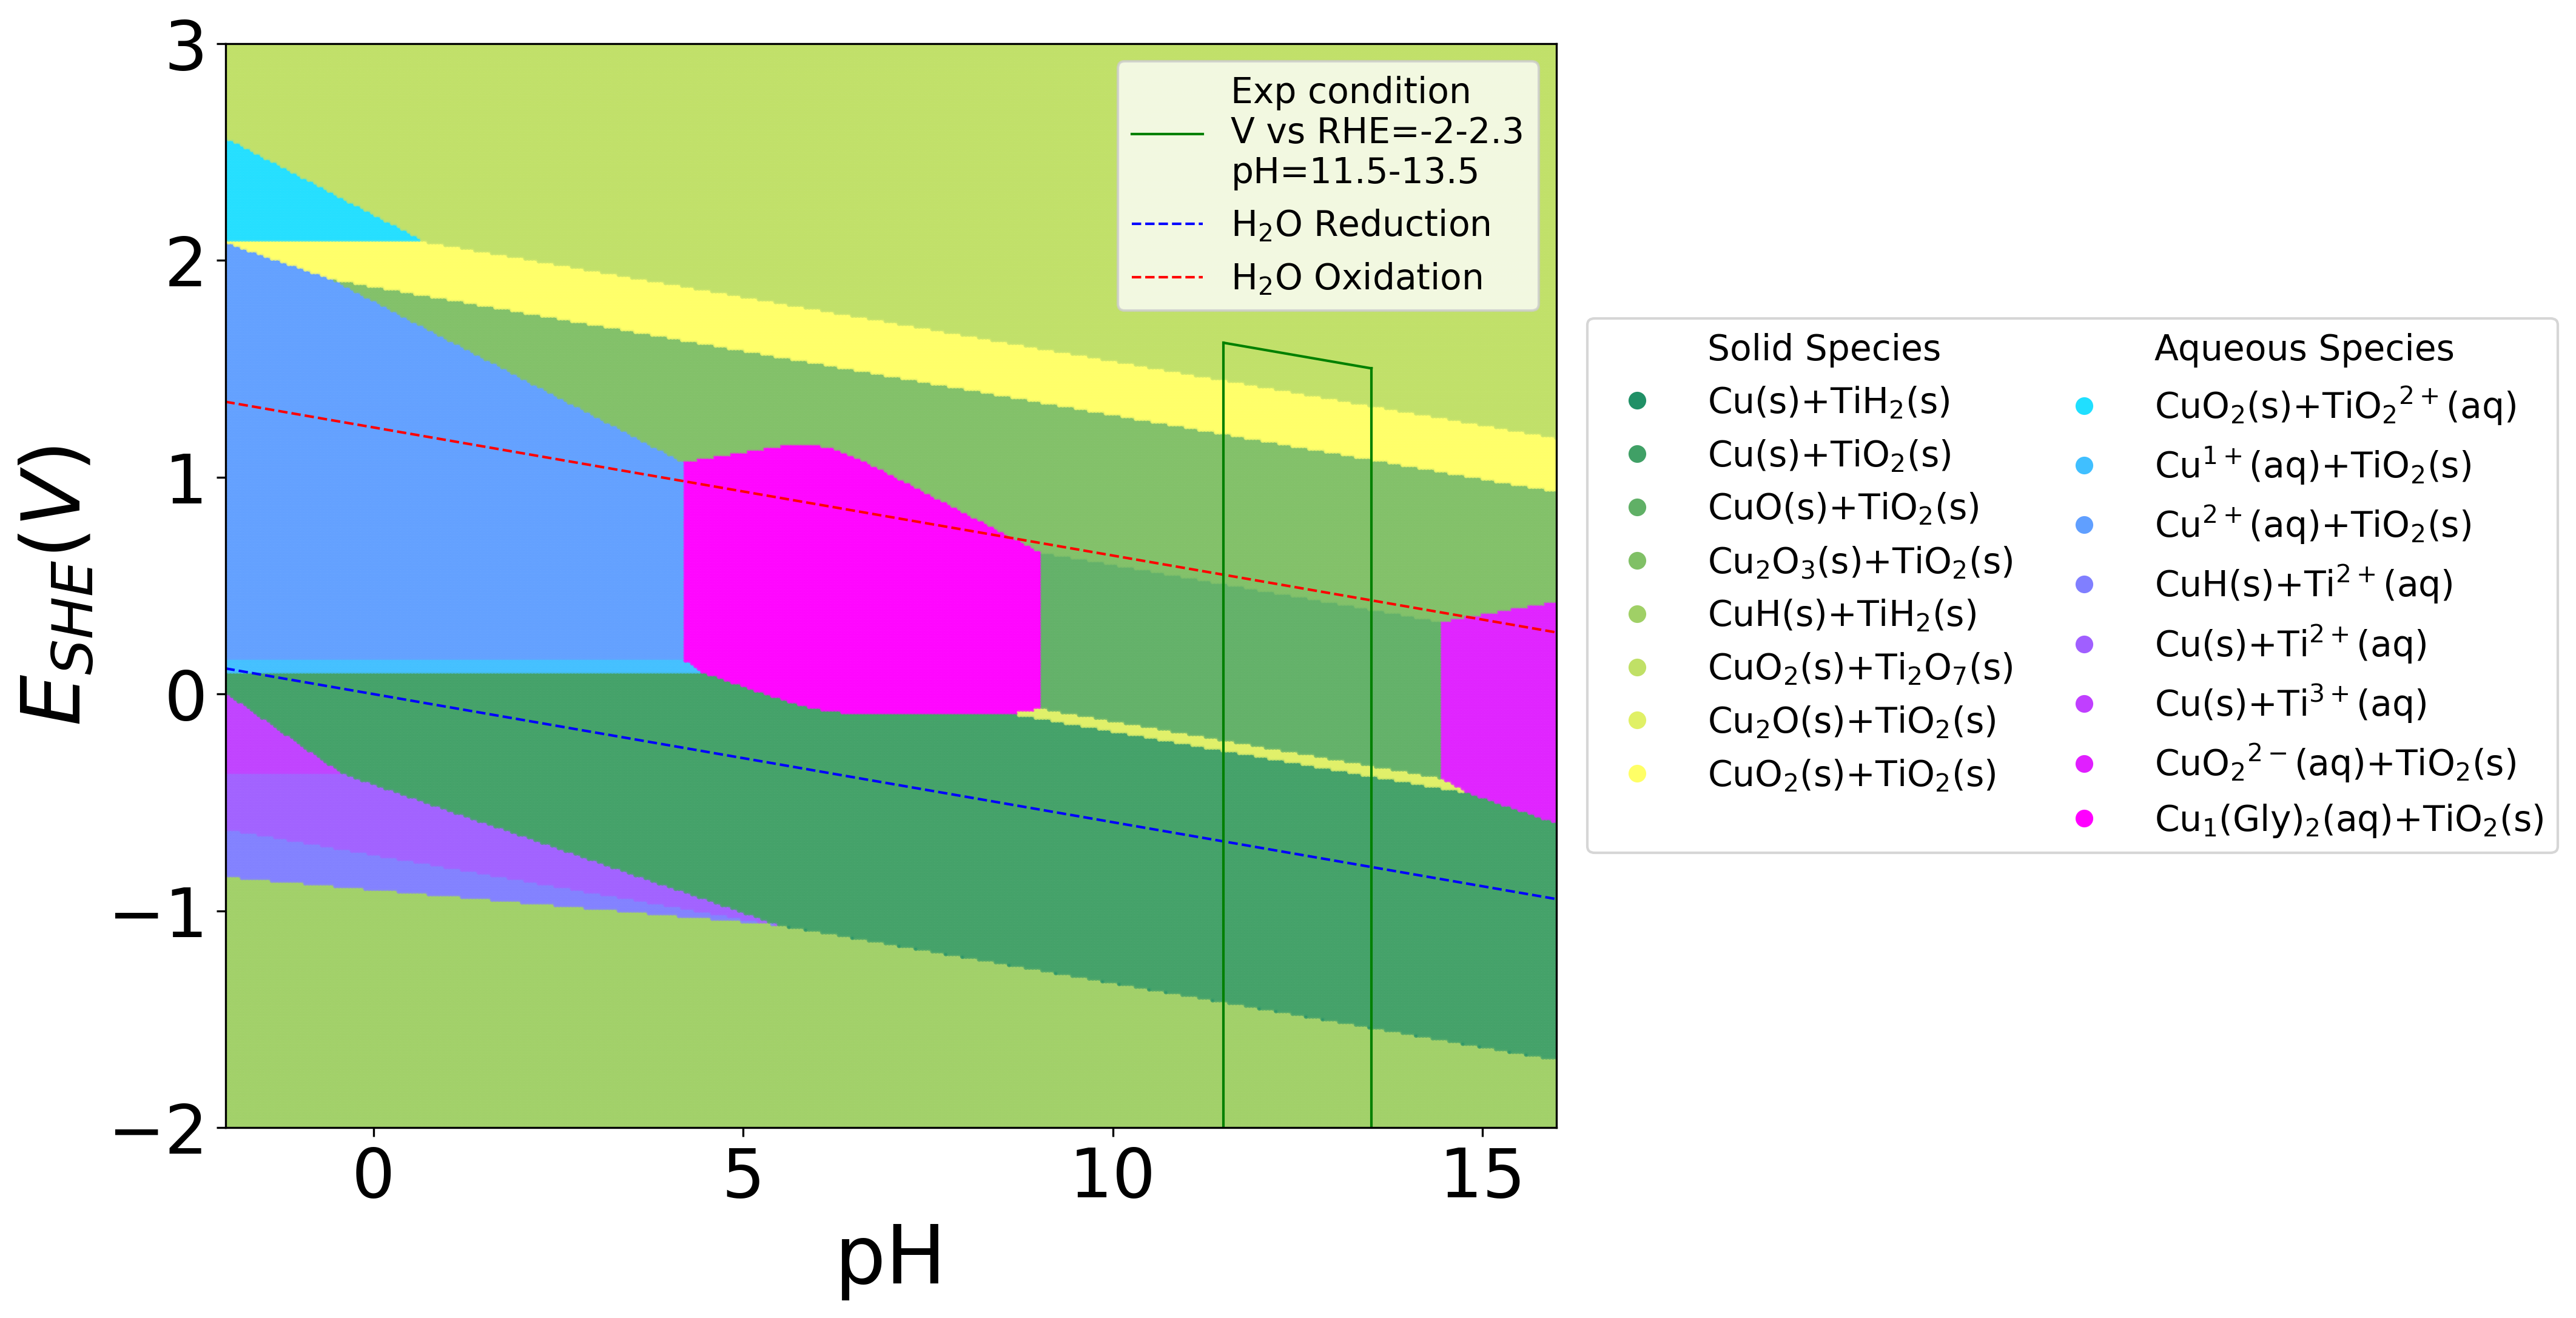 3
2
1
0
−1
−2
E_SHE(V)
0 5 10 15
pH
Exp condition
V vs RHE=-2-2.3
pH=11.5-13.5
H₂O Reduction
H₂O Oxidation
Solid Species
Cu(s)+TiH₂(s)
Cu(s)+TiO₂(s)
CuO(s)+TiO₂(s)
Cu₂O₃(s)+TiO₂(s)
CuH(s)+TiH₂(s)
CuO₂(s)+Ti₂O₇(s)
Cu₂O(s)+TiO₂(s)
CuO₂(s)+TiO₂(s)
Aqueous Species
CuO₂(s)+TiO₂²⁺(aq)
Cu¹⁺(aq)+TiO₂(s)
Cu²⁺(aq)+TiO₂(s)
CuH(s)+Ti²⁺(aq)
Cu(s)+Ti²⁺(aq)
Cu(s)+Ti³⁺(aq)
CuO₂²⁻(aq)+TiO₂(s)
Cu₁(Gly)₂(aq)+TiO₂(s)